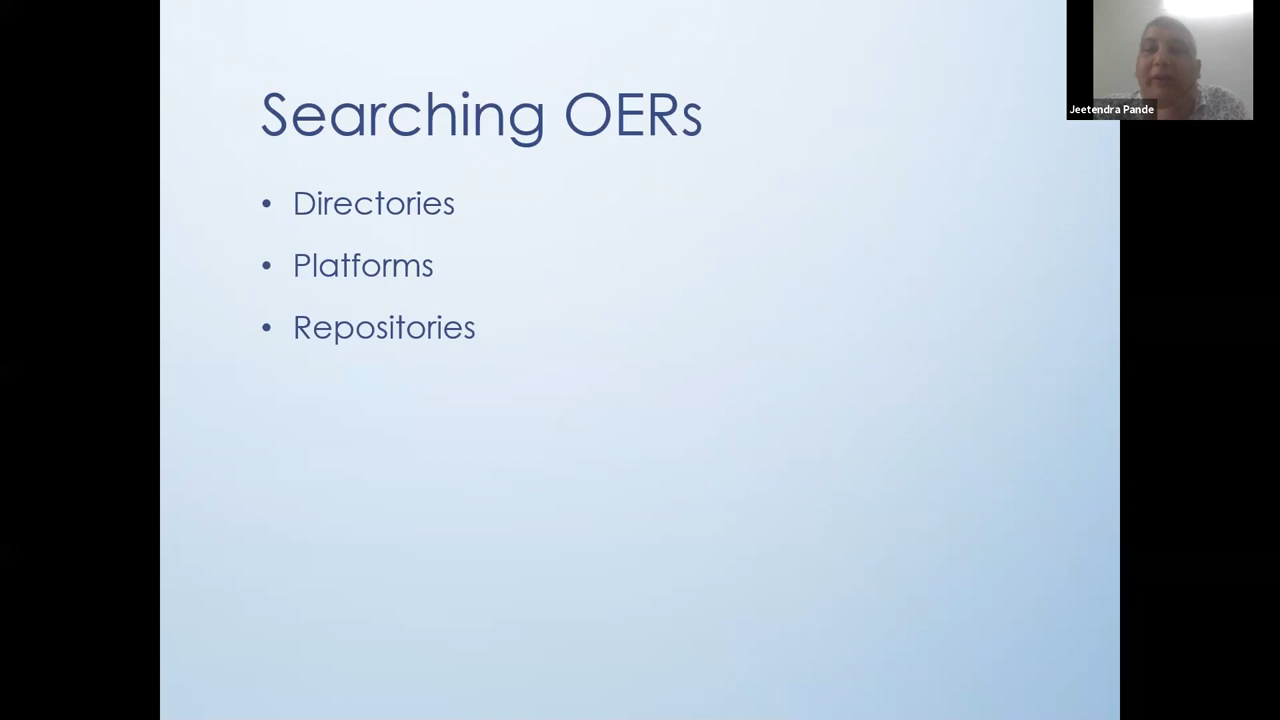 Searching OERs
• Directories
• Platforms
• Repositories
Jeetendra Pande